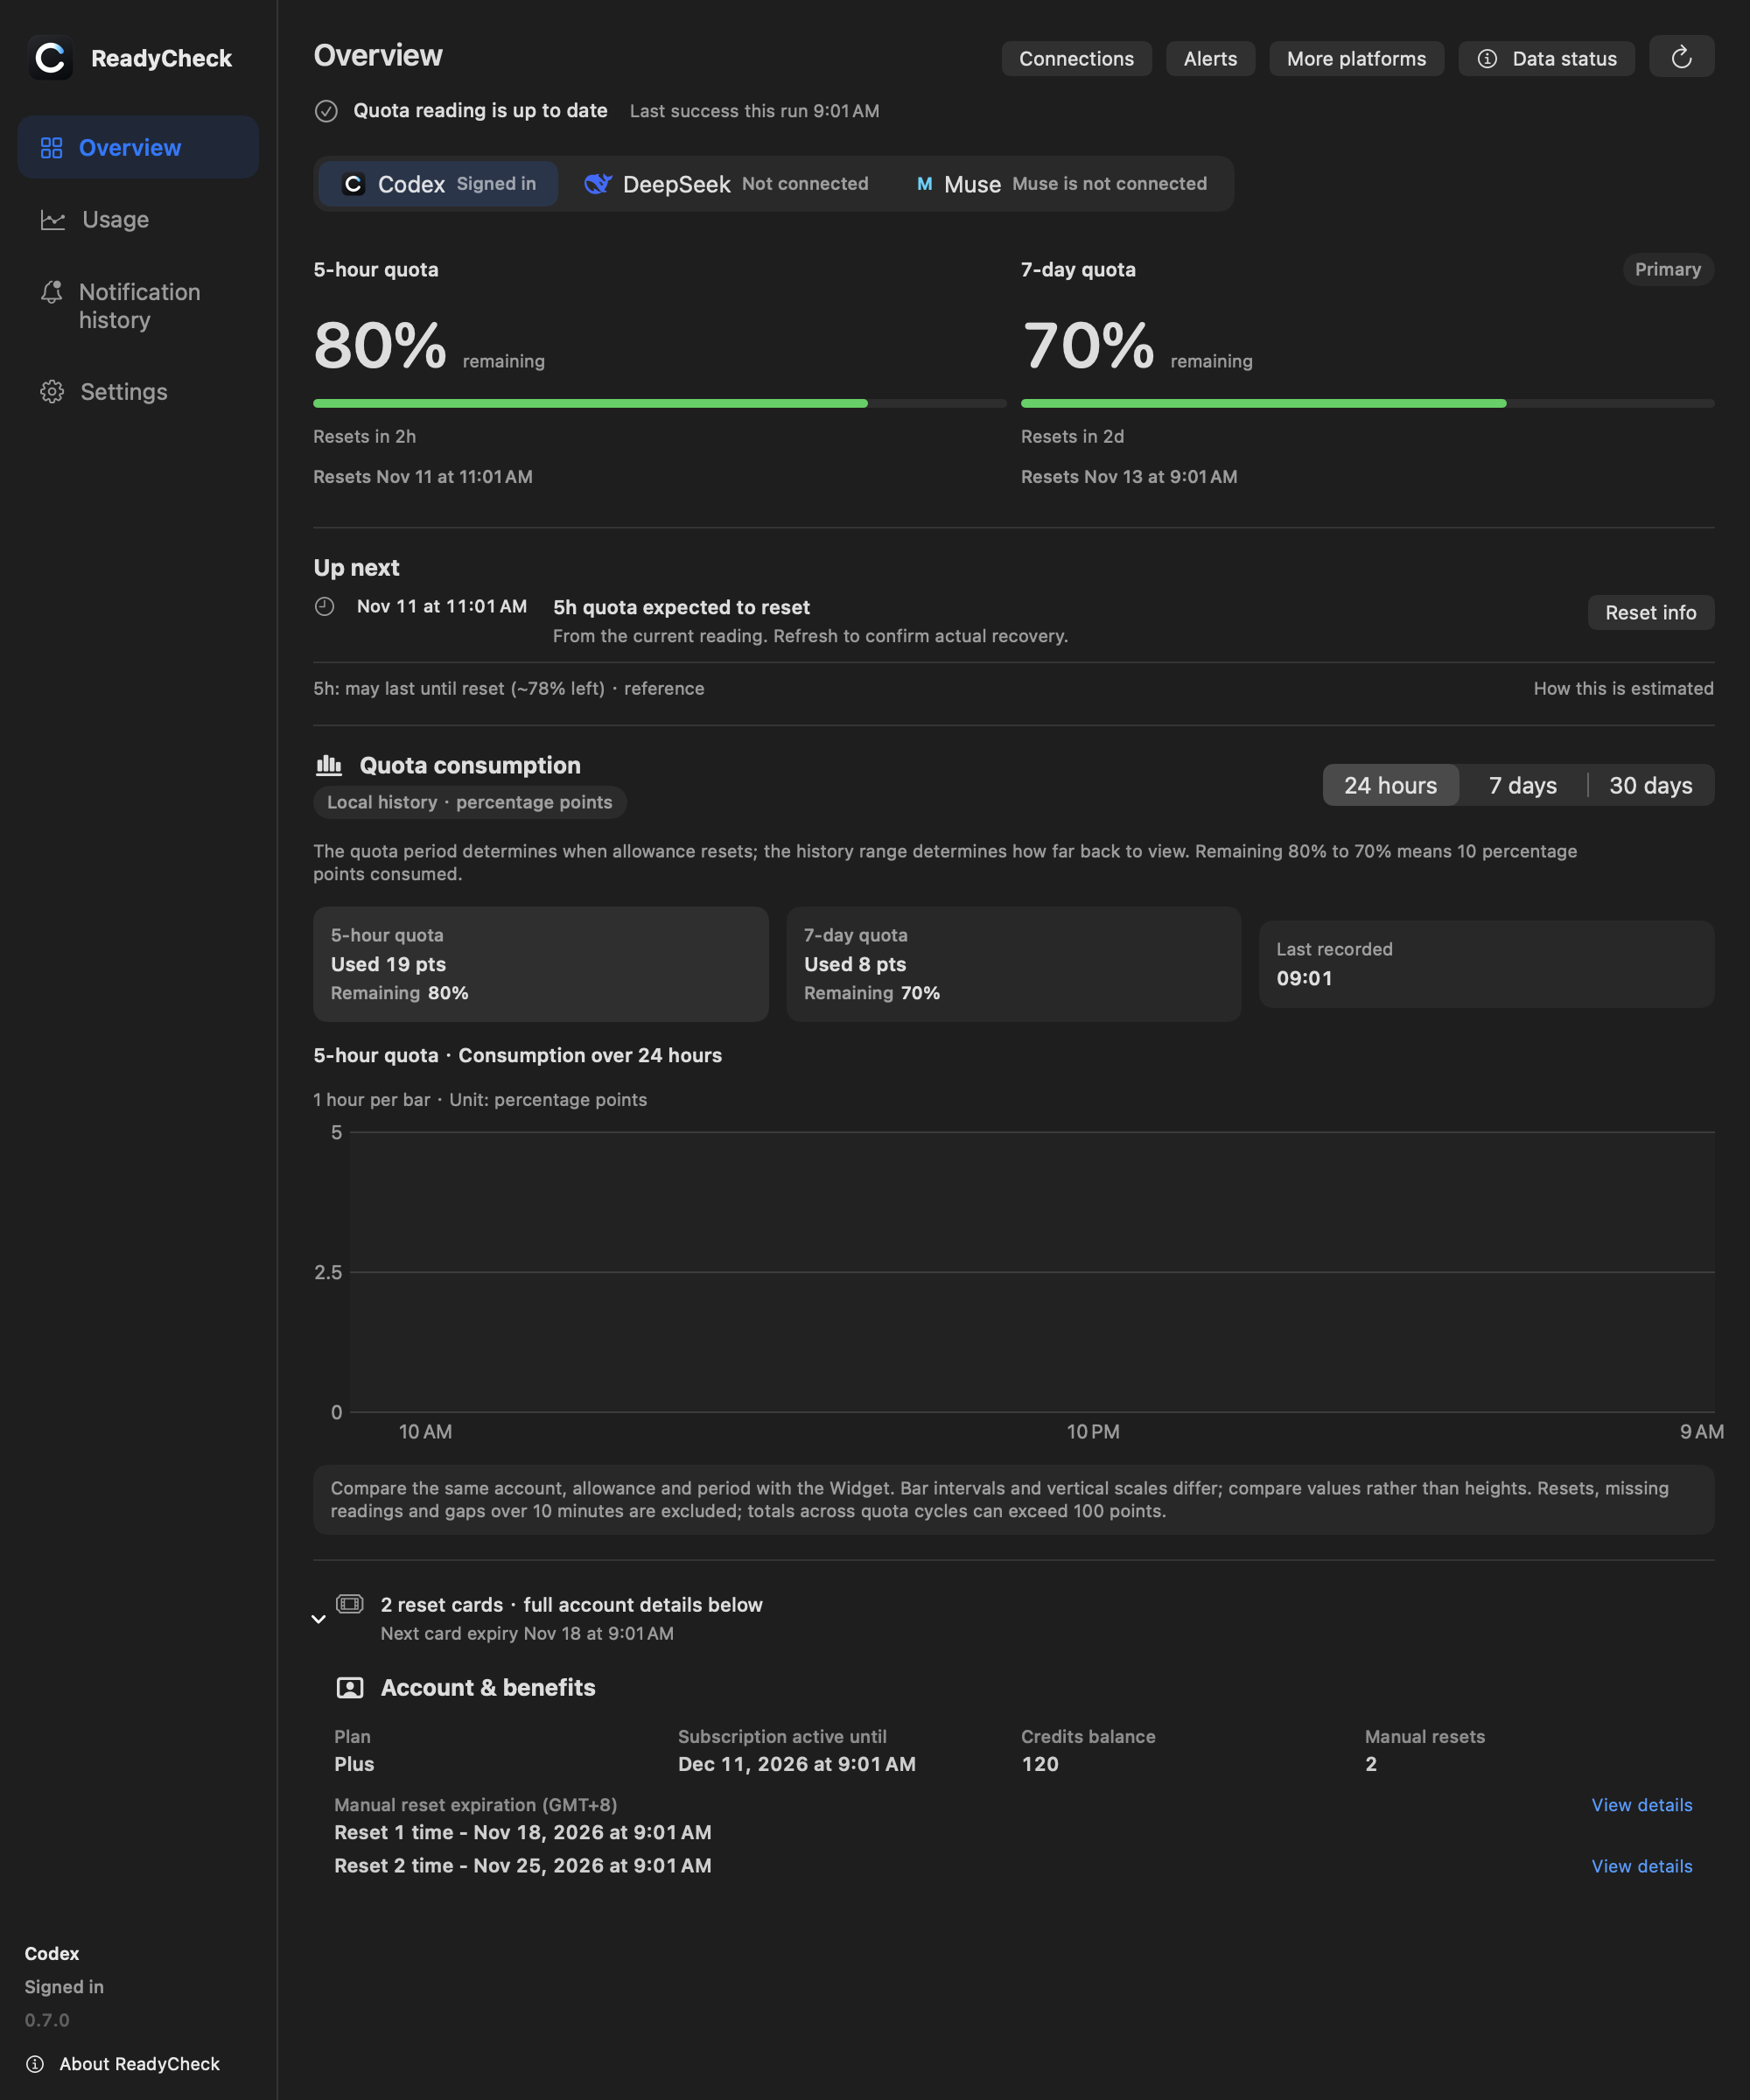 ReadyCheck
Overview
Usage
Notification
history
Settings
Overview
Connections
Alerts
More platforms
Data status
Quota reading is up to date Last success this run 9:01 AM
Codex Signed in
DeepSeek Not connected
M Muse Muse is not connected
5-hour quota
80% remaining
Resets in 2h
Resets Nov 11 at 11:01 AM
7-day quota
Primary
70% remaining
Resets in 2d
Resets Nov 13 at 9:01 AM
Up next
Nov 11 at 11:01 AM 5h quota expected to reset
From the current reading. Refresh to confirm actual recovery.
Reset info
5h: may last until reset (~78% left) · reference
How this is estimated
Quota consumption
Local history · percentage points
24 hours
7 days
30 days
The quota period determines when allowance resets; the history range determines how far back to view. Remaining 80% to 70% means 10 percentage
points consumed.
5-hour quota
Used 19 pts
Remaining 80%
7-day quota
Used 8 pts
Remaining 70%
Last recorded
09:01
5-hour quota · Consumption over 24 hours
1 hour per bar · Unit: percentage points
5
2.5
0
10 AM
10 PM
9 AM
Compare the same account, allowance and period with the Widget. Bar intervals and vertical scales differ; compare values rather than heights. Resets, missing
readings and gaps over 10 minutes are excluded; totals across quota cycles can exceed 100 points.
2 reset cards · full account details below
Next card expiry Nov 18 at 9:01 AM
Account & benefits
Plan
Plus
Subscription active until
Dec 11, 2026 at 9:01 AM
Credits balance
120
Manual resets
2
Manual reset expiration (GMT+8)
Reset 1 time - Nov 18, 2026 at 9:01 AM
View details
Reset 2 time - Nov 25, 2026 at 9:01 AM
View details
Codex
Signed in
0.7.0
About ReadyCheck